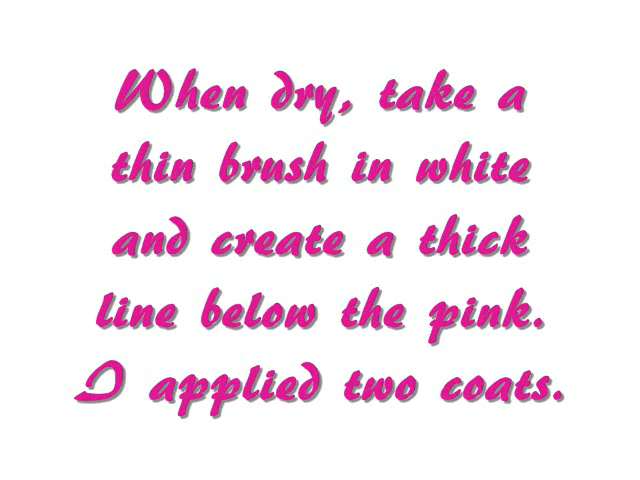 When dry, take a
thin brush in white
and create a thick
line below the pink.
I applied two coats.